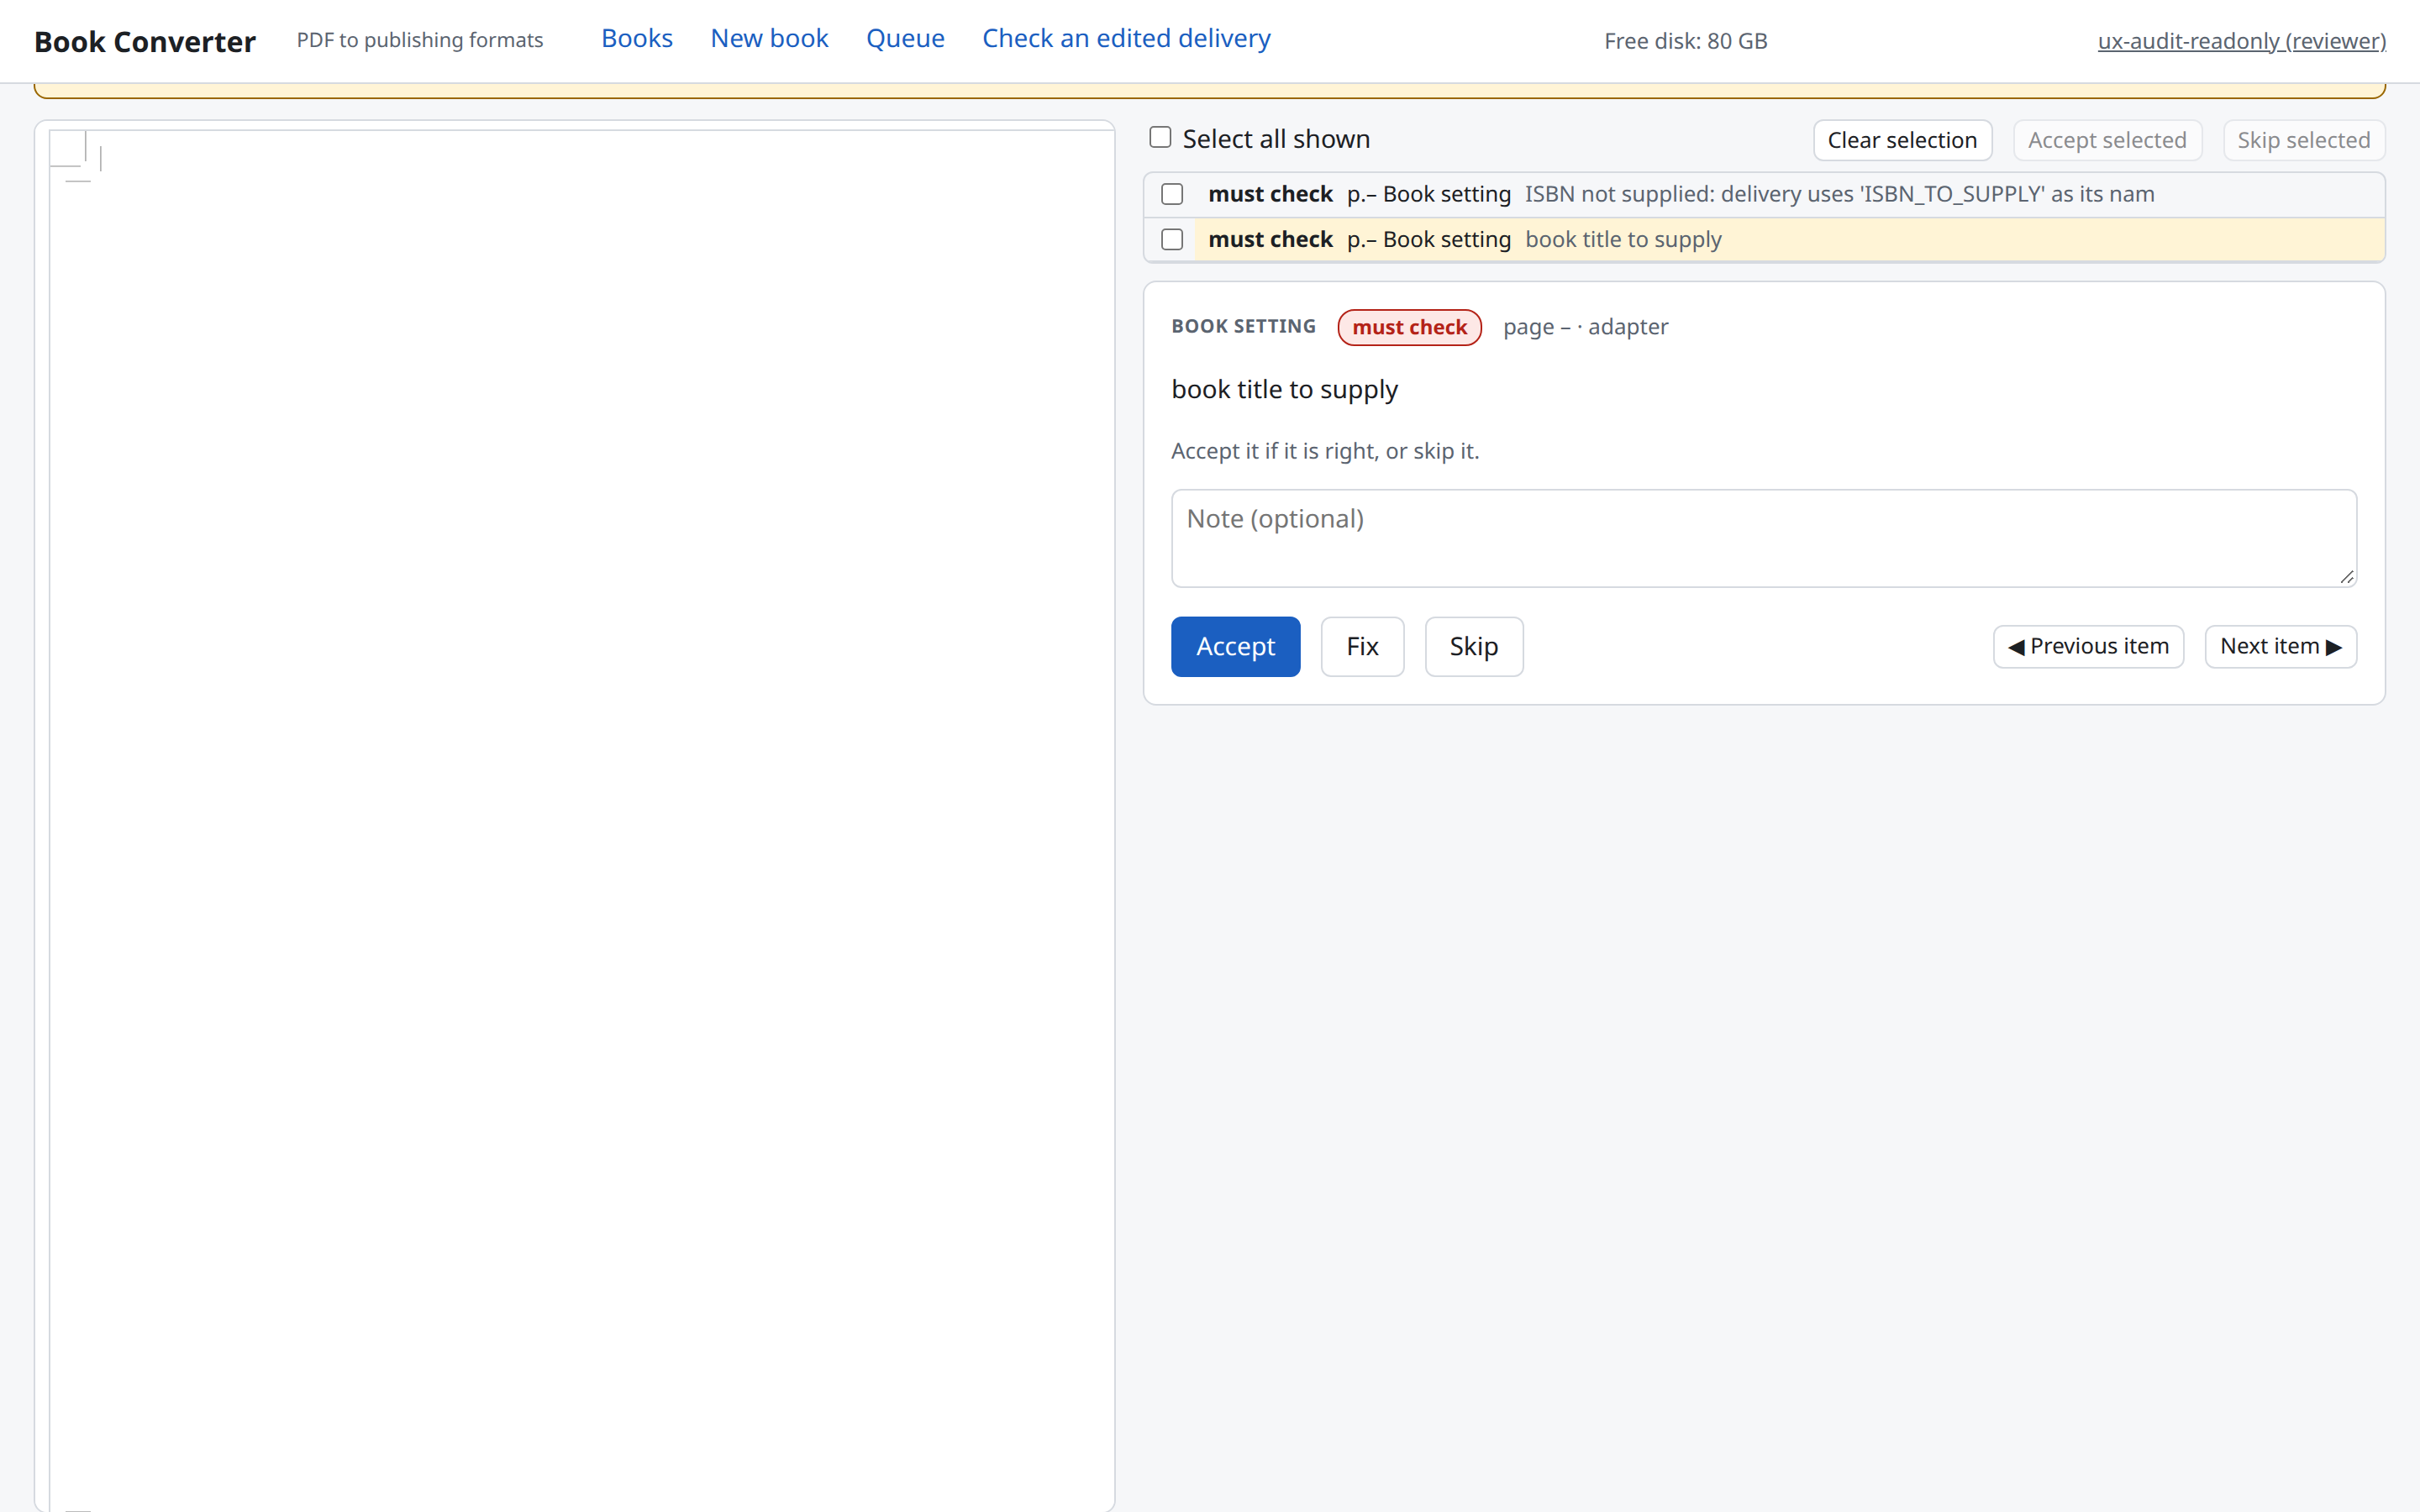 Book Converter PDF to publishing formats Books New book Queue Check an edited delivery Free disk: 80 GB ux-audit-readonly (reviewer)
Select all shown Clear selection Accept selected Skip selected
must check p.– Book setting ISBN not supplied: delivery uses 'ISBN_TO_SUPPLY' as its nam
must check p.– Book setting book title to supply
BOOK SETTING must check page – · adapter
book title to supply
Accept it if it is right, or skip it.
Note (optional)
Accept Fix Skip ◀ Previous item Next item ▶